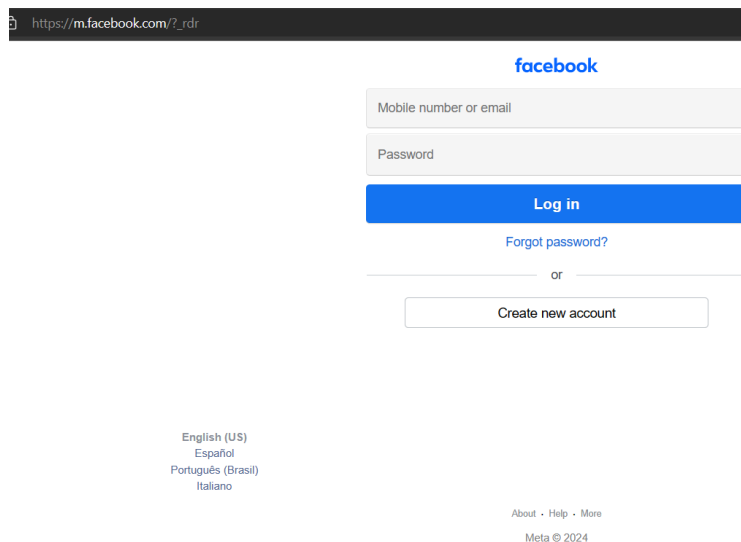 https://m.facebook.com/?_rdr
facebook
Mobile number or email
Password
Log in
Forgot password?
or
Create new account
English (US)
Español
Português (Brasil)
Italiano
About · Help · More
Meta © 2024